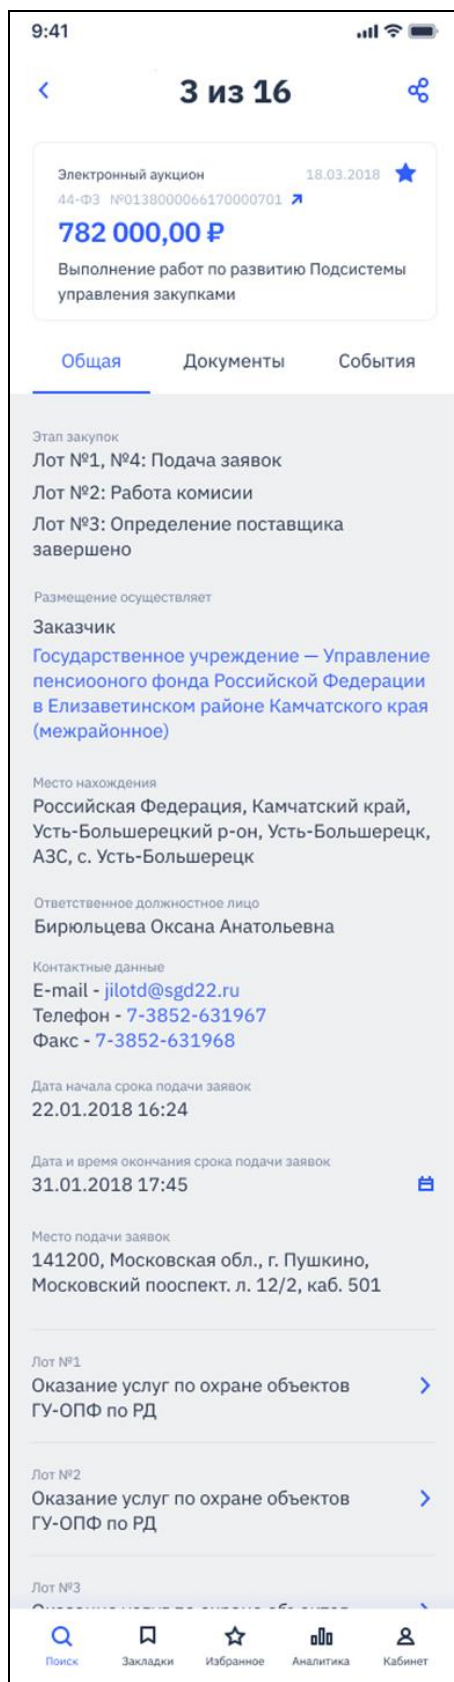 9:41
3 из 16
Электронный аукцион 18.03.2018
44-ФЗ №0138000066170000701
782 000,00 ₽
Выполнение работ по развитию Подсистемы
управления закупками
Общая Документы События
Этап закупок
Лот №1, №4: Подача заявок
Лот №2: Работа комисии
Лот №3: Определение поставщика
завершено
Размещение осуществляет
Заказчик
Государственное учреждение — Управление
пенсиооного фонда Российской Федерации
в Елизаветинском районе Камчатского края
(межрайонное)
Место нахождения
Российская Федерация, Камчатский край,
Усть-Большерецкий р-он, Усть-Большерецк,
АЗС, с. Усть-Большерецк
Ответственное должностное лицо
Бирюльцева Оксана Анатольевна
Контактные данные
E-mail - jilotd@sgd22.ru
Телефон - 7-3852-631967
Факс - 7-3852-631968
Дата начала срока подачи заявок
22.01.2018 16:24
Дата и время окончания срока подачи заявок
31.01.2018 17:45
Место подачи заявок
141200, Московская обл., г. Пушкино,
Московский пооспект. л. 12/2, каб. 501
Лот №1
Оказание услуг по охране объектов
ГУ-ОПФ по РД
Лот №2
Оказание услуг по охране объектов
ГУ-ОПФ по РД
Лот №3
Поиск Закладки Избранное Аналитика Кабинет